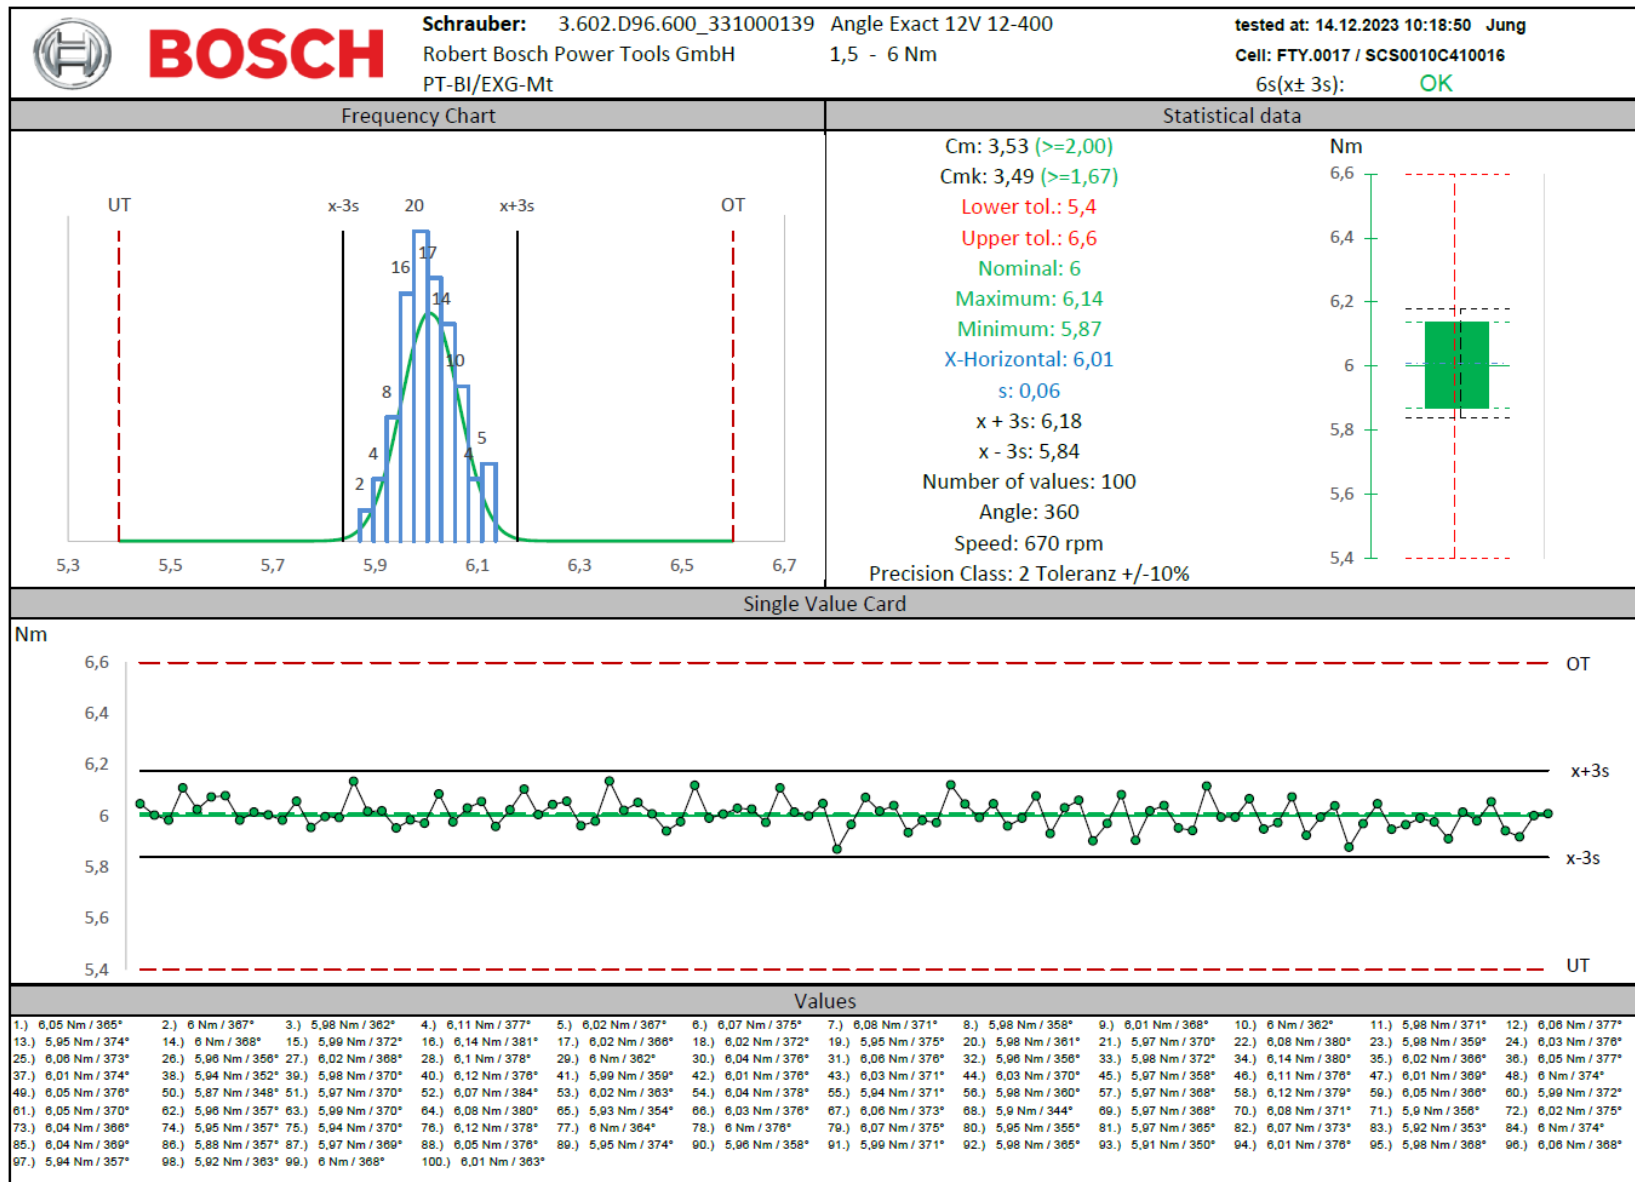 BOSCH
Schrauber: 3.602.D96.600_331000139 Angle Exact 12V 12-400
Robert Bosch Power Tools GmbH 1,5 - 6 Nm
PT-BI/EXG-Mt
tested at: 14.12.2023 10:18:50 Jung
Cell: FTY.0017 / SCS0010C410016
6s(x± 3s): OK
Frequency Chart
UT x-3s 20 x+3s OT
17
16
14
10
8
5
4 4
2
5,3 5,5 5,7 5,9 6,1 6,3 6,5 6,7
Statistical data
Cm: 3,53 (>=2,00)
Cmk: 3,49 (>=1,67)
Lower tol.: 5,4
Upper tol.: 6,6
Nominal: 6
Maximum: 6,14
Minimum: 5,87
X-Horizontal: 6,01
s: 0,06
x + 3s: 6,18
x - 3s: 5,84
Number of values: 100
Angle: 360
Speed: 670 rpm
Precision Class: 2 Toleranz +/-10%
Nm
6,6
6,4
6,2
6
5,8
5,6
5,4
Single Value Card
Nm
6,6 OT
6,4
6,2 x+3s
6
5,8 x-3s
5,6
5,4 UT
Values
1.) 6,05 Nm / 365° 2.) 6 Nm / 367° 3.) 5,98 Nm / 362° 4.) 6,11 Nm / 377° 5.) 6,02 Nm / 367° 6.) 6,07 Nm / 375° 7.) 6,08 Nm / 371° 8.) 5,98 Nm / 358° 9.) 6,01 Nm / 368° 10.) 6 Nm / 362° 11.) 5,98 Nm / 371° 12.) 6,06 Nm / 377°
13.) 5,95 Nm / 374° 14.) 6 Nm / 368° 15.) 5,99 Nm / 372° 16.) 6,14 Nm / 381° 17.) 6,02 Nm / 366° 18.) 6,02 Nm / 372° 19.) 5,95 Nm / 375° 20.) 5,98 Nm / 361° 21.) 5,97 Nm / 370° 22.) 6,08 Nm / 380° 23.) 5,98 Nm / 359° 24.) 6,03 Nm / 376°
25.) 6,06 Nm / 373° 26.) 5,96 Nm / 356° 27.) 6,02 Nm / 368° 28.) 6,1 Nm / 378° 29.) 6 Nm / 362° 30.) 6,04 Nm / 376° 31.) 6,06 Nm / 376° 32.) 5,96 Nm / 356° 33.) 5,98 Nm / 372° 34.) 6,14 Nm / 380° 35.) 6,02 Nm / 366° 36.) 6,05 Nm / 377°
37.) 6,01 Nm / 374° 38.) 5,94 Nm / 352° 39.) 5,98 Nm / 370° 40.) 6,12 Nm / 376° 41.) 5,99 Nm / 359° 42.) 6,01 Nm / 376° 43.) 6,03 Nm / 371° 44.) 6,03 Nm / 370° 45.) 5,97 Nm / 358° 46.) 6,11 Nm / 376° 47.) 6,01 Nm / 369° 48.) 6 Nm / 374°
49.) 6,05 Nm / 376° 50.) 5,87 Nm / 348° 51.) 5,97 Nm / 370° 52.) 6,07 Nm / 384° 53.) 6,02 Nm / 363° 54.) 6,04 Nm / 378° 55.) 5,94 Nm / 371° 56.) 5,98 Nm / 360° 57.) 5,97 Nm / 368° 58.) 6,12 Nm / 379° 59.) 6,05 Nm / 366° 60.) 5,99 Nm / 372°
61.) 6,05 Nm / 370° 62.) 5,96 Nm / 357° 63.) 5,99 Nm / 370° 64.) 6,08 Nm / 380° 65.) 5,93 Nm / 354° 66.) 6,03 Nm / 376° 67.) 6,06 Nm / 373° 68.) 5,9 Nm / 344° 69.) 5,97 Nm / 368° 70.) 6,08 Nm / 371° 71.) 5,9 Nm / 356° 72.) 6,02 Nm / 375°
73.) 6,04 Nm / 366° 74.) 5,95 Nm / 357° 75.) 5,94 Nm / 370° 76.) 6,12 Nm / 378° 77.) 6 Nm / 364° 78.) 6 Nm / 376° 79.) 6,07 Nm / 375° 80.) 5,95 Nm / 355° 81.) 5,97 Nm / 365° 82.) 6,07 Nm / 373° 83.) 5,92 Nm / 353° 84.) 6 Nm / 374°
85.) 6,04 Nm / 369° 86.) 5,88 Nm / 357° 87.) 5,97 Nm / 369° 88.) 6,05 Nm / 376° 89.) 5,95 Nm / 374° 90.) 5,96 Nm / 358° 91.) 5,99 Nm / 371° 92.) 5,98 Nm / 365° 93.) 5,91 Nm / 350° 94.) 6,01 Nm / 376° 95.) 5,98 Nm / 368° 96.) 6,06 Nm / 368°
97.) 5,94 Nm / 357° 98.) 5,92 Nm / 363° 99.) 6 Nm / 368° 100.) 6,01 Nm / 363°